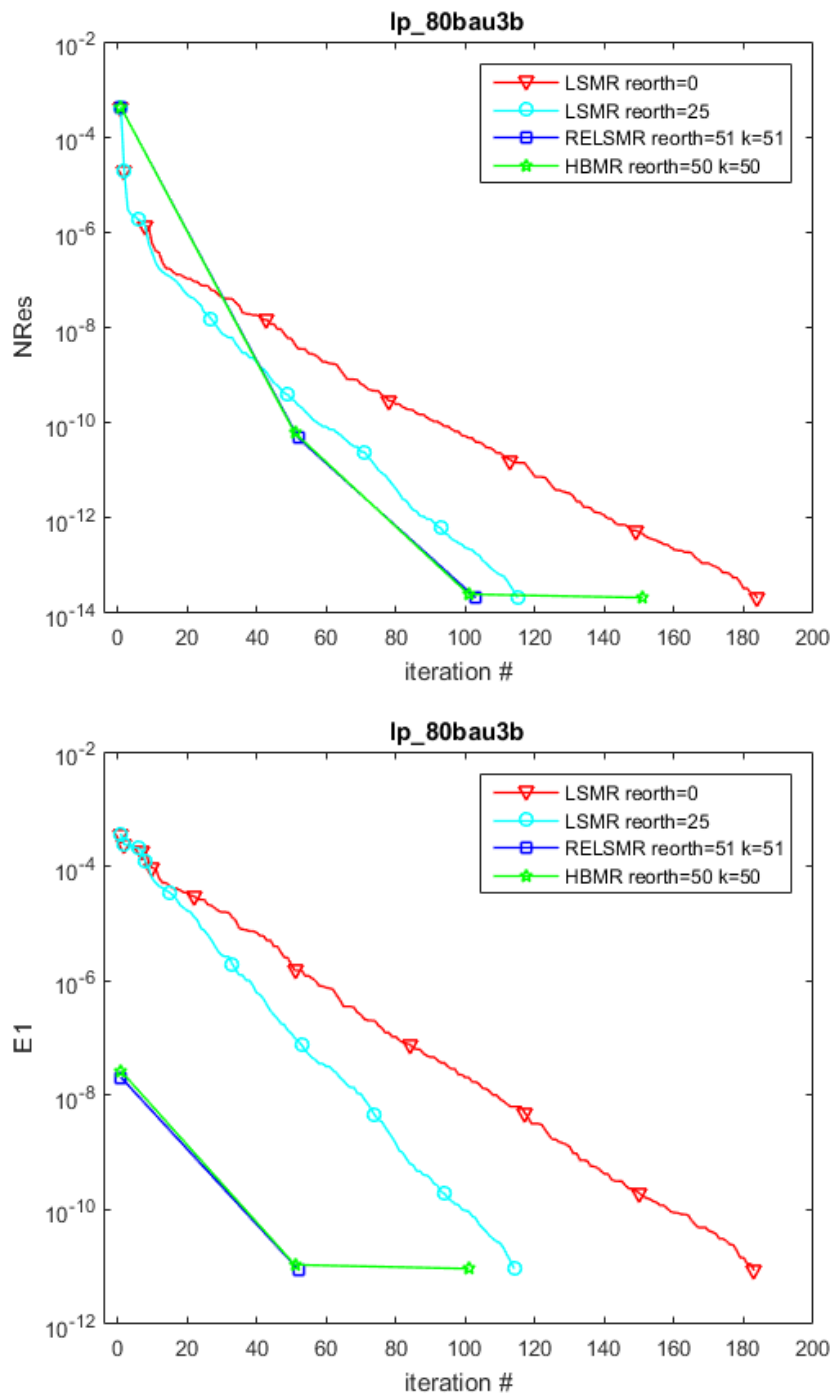 lp_80bau3b
10^-2
10^-4
10^-6
10^-8
10^-10
10^-12
10^-14
NRes
LSMR reorth=0
LSMR reorth=25
RELSMR reorth=51 k=51
HBMR reorth=50 k=50
0 20 40 60 80 100 120 140 160 180 200
iteration #
lp_80bau3b
10^-2
10^-4
10^-6
10^-8
10^-10
10^-12
E1
LSMR reorth=0
LSMR reorth=25
RELSMR reorth=51 k=51
HBMR reorth=50 k=50
0 20 40 60 80 100 120 140 160 180 200
iteration #